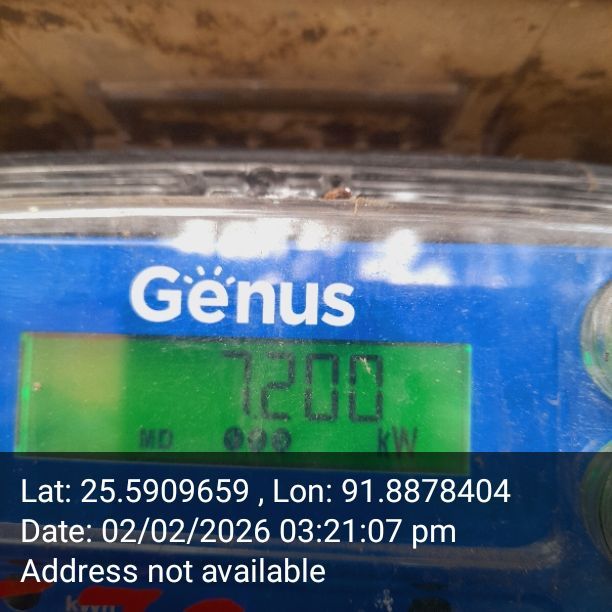 Genus
7.200
MD kW
Lat: 25.5909659 , Lon: 91.8878404
Date: 02/02/2026 03:21:07 pm
Address not available
kWh